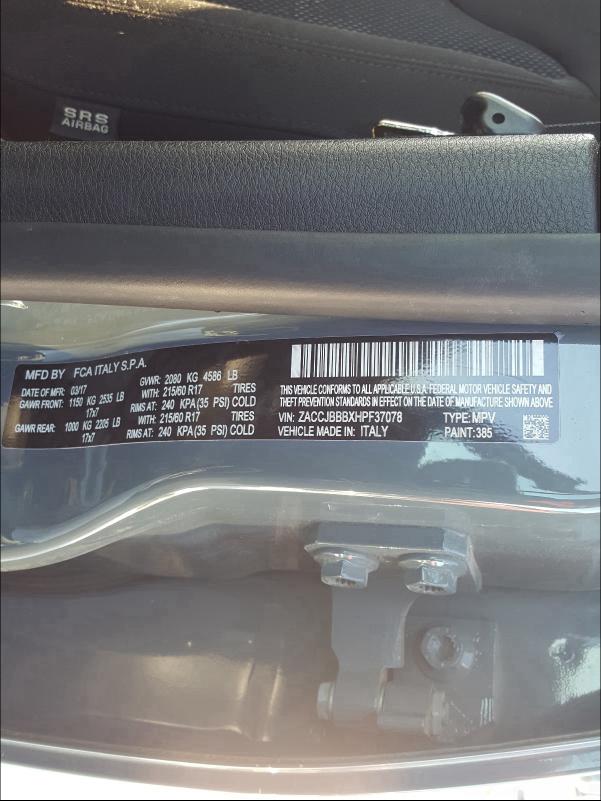 SRS
AIRBAG
MFD BY FCA ITALY S.P.A.
DATE OF MFR: 03/17 GVWR: 2080 KG 4586 LB
GAWR FRONT: 1150 KG 2535 LB WITH: 215/60 R17 TIRES
17x7 RIMS AT: 240 KPA(35 PSI) COLD
GAWR REAR: 1000 KG 2205 LB WITH: 215/60 R17 TIRES
17x7 RIMS AT: 240 KPA(35 PSI) COLD
THIS VEHICLE CONFORMS TO ALL APPLICABLE U.S.A. FEDERAL MOTOR VEHICLE SAFETY AND
THEFT PREVENTION STANDARDS IN EFFECT ON THE DATE OF MANUFACTURE SHOWN ABOVE.
VIN: ZACCJBBBXHPF37078 TYPE: MPV
VEHICLE MADE IN: ITALY PAINT: 385